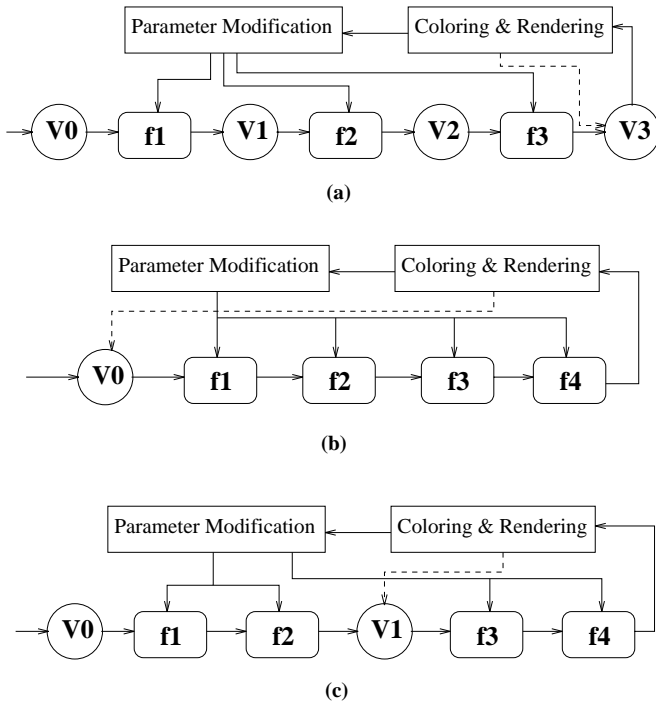 Parameter Modification Coloring & Rendering
V0 f1 V1 f2 V2 f3 V3
(a)
Parameter Modification Coloring & Rendering
V0 f1 f2 f3 f4
(b)
Parameter Modification Coloring & Rendering
V0 f1 f2 V1 f3 f4
(c)